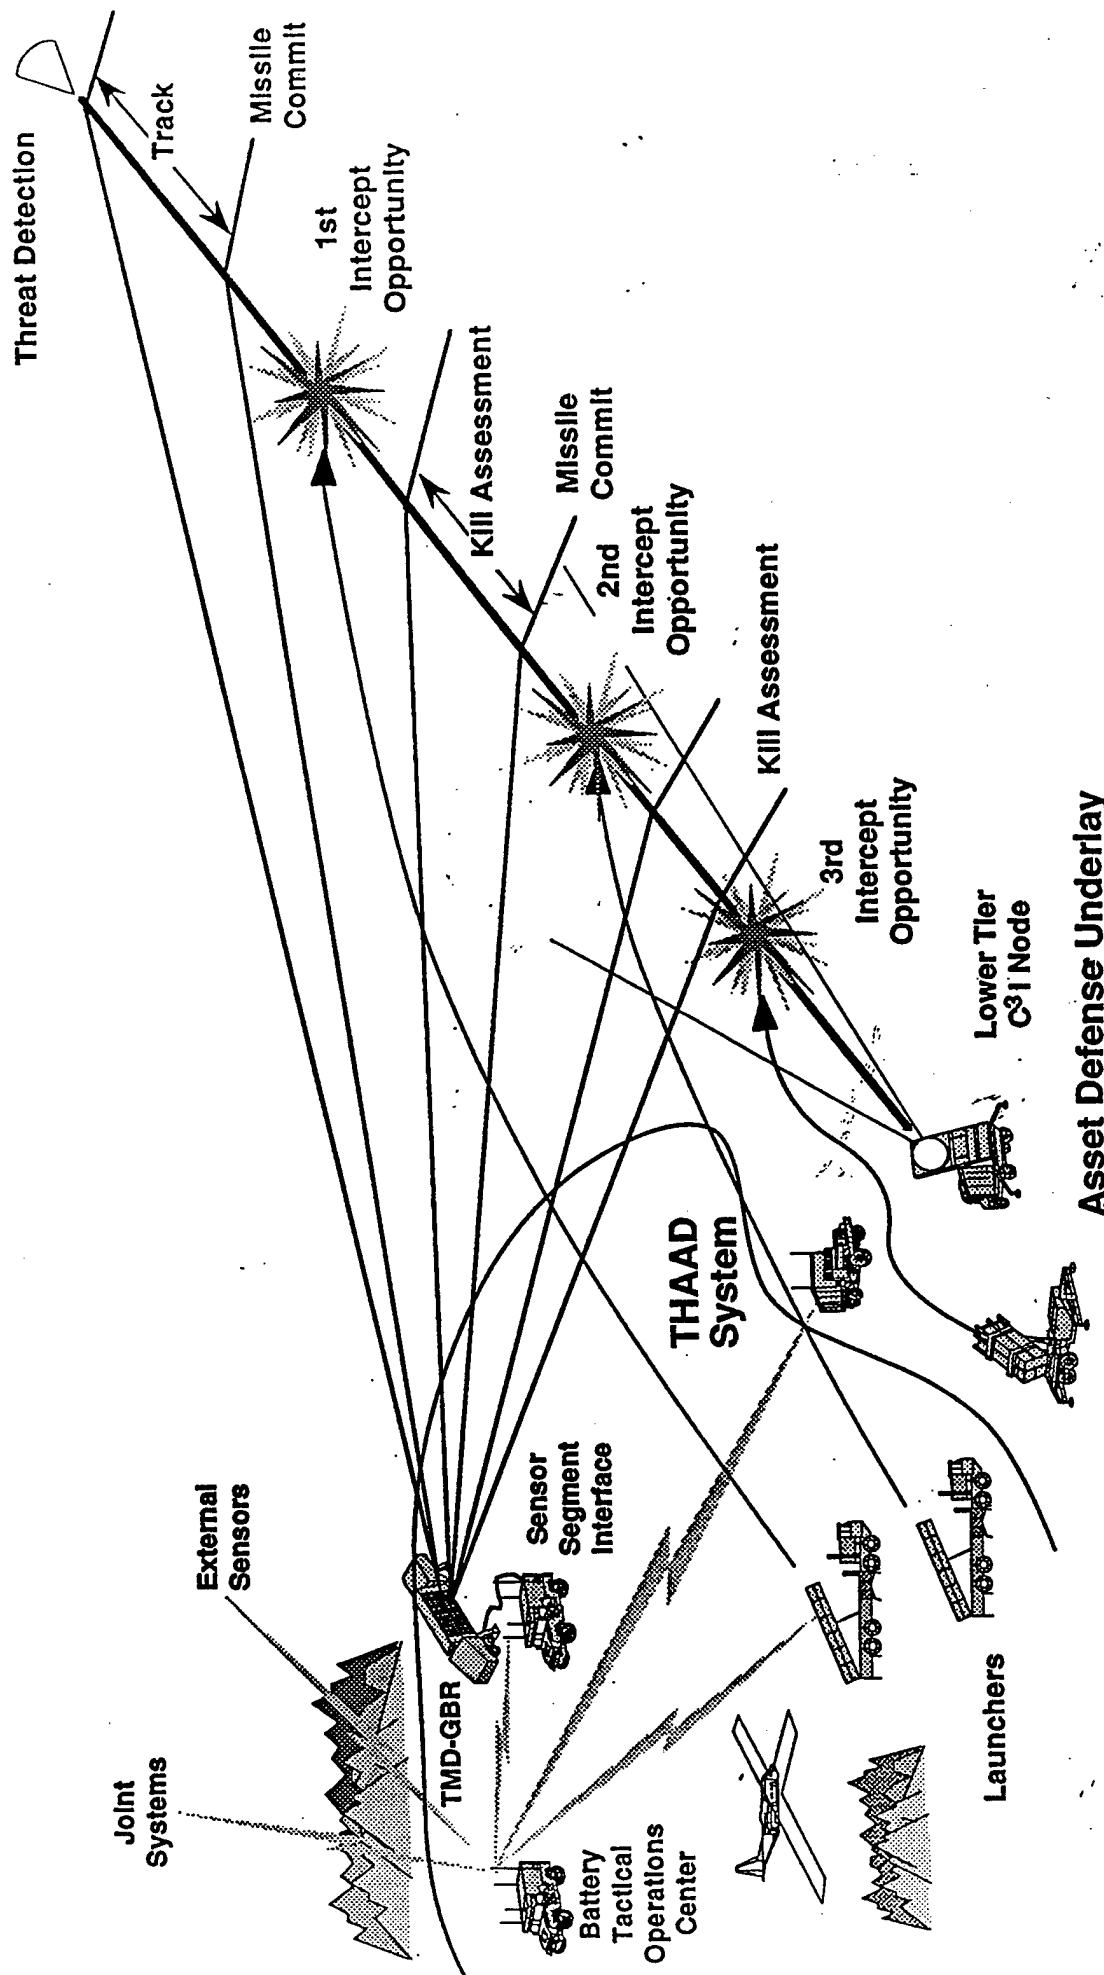 Threat Detection
Track
Missile
Commit
1st
Intercept
Opportunity
Kill Assessment
Missile
Commit
2nd
Intercept
Opportunity
Kill Assessment
3rd
Intercept
Opportunity
Lower Tier
C³I Node
Asset Defense Underlay
THAAD
System
External
Sensors
Joint
Systems
TMD-GBR
Sensor
Segment
Interface
Battery
Tactical
Operations
Center
Launchers